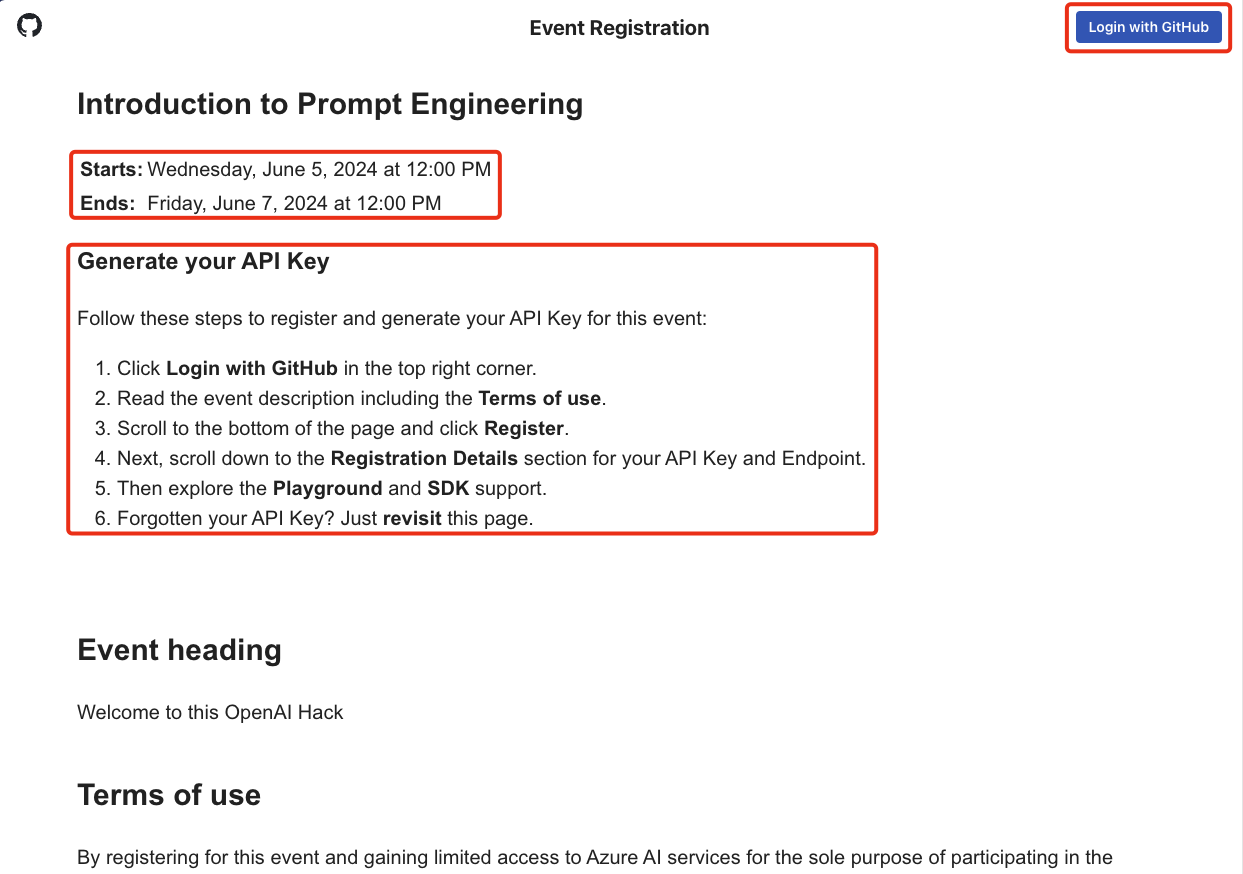 Event Registration
Login with GitHub
Introduction to Prompt Engineering
Starts: Wednesday, June 5, 2024 at 12:00 PM
Ends: Friday, June 7, 2024 at 12:00 PM
Generate your API Key
Follow these steps to register and generate your API Key for this event:
1. Click Login with GitHub in the top right corner.
2. Read the event description including the Terms of use.
3. Scroll to the bottom of the page and click Register.
4. Next, scroll down to the Registration Details section for your API Key and Endpoint.
5. Then explore the Playground and SDK support.
6. Forgotten your API Key? Just revisit this page.
Event heading
Welcome to this OpenAI Hack
Terms of use
By registering for this event and gaining limited access to Azure AI services for the sole purpose of participating in the